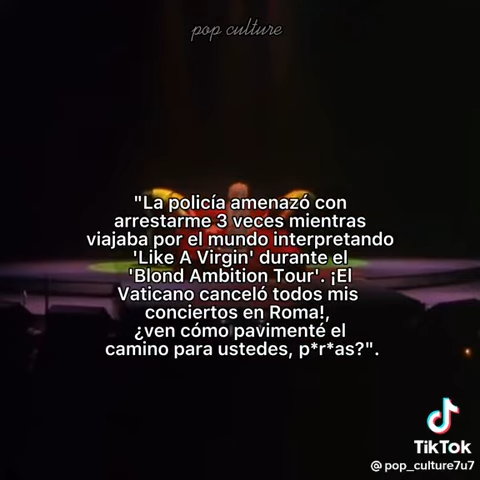 pop culture
"La policía amenazó con
arrestarme 3 veces mientras
viajaba por el mundo interpretando
'Like A Virgin' durante el
'Blond Ambition Tour'. ¡El
Vaticano canceló todos mis
conciertos en Roma!,
¿ven cómo pavimenté el
camino para ustedes, p*r*as?".
TikTok
@pop_culture7u7